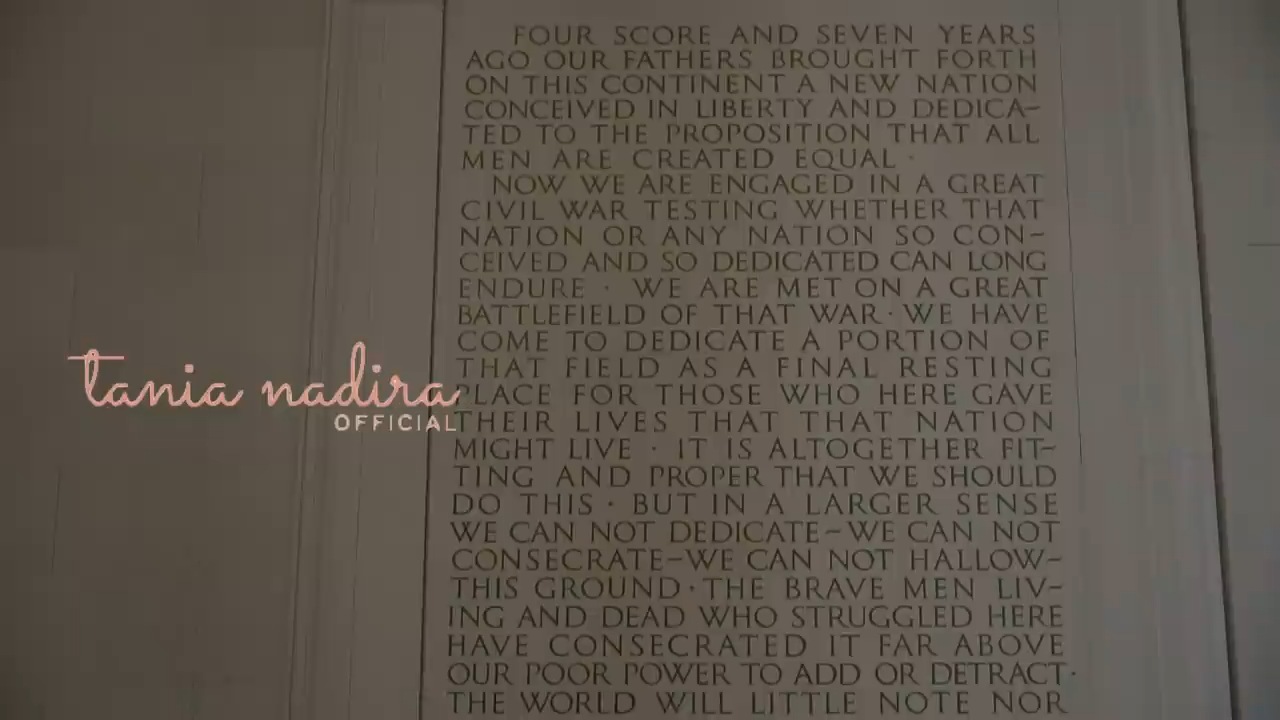 FOUR SCORE AND SEVEN YEARS
AGO OUR FATHERS BROUGHT FORTH
ON THIS CONTINENT A NEW NATION
CONCEIVED IN LIBERTY AND DEDICA~
TED TO THE PROPOSITION THAT ALL
MEN ARE CREATED EQUAL ·
NOW WE ARE ENGAGED IN A GREAT
CIVIL WAR TESTING WHETHER THAT
NATION OR ANY NATION SO CON~
CEIVED AND SO DEDICATED CAN LONG
ENDURE · WE ARE MET ON A GREAT
BATTLEFIELD OF THAT WAR · WE HAVE
COME TO DEDICATE A PORTION OF
THAT FIELD AS A FINAL RESTING
PLACE FOR THOSE WHO HERE GAVE
THEIR LIVES THAT THAT NATION
MIGHT LIVE · IT IS ALTOGETHER FIT~
TING AND PROPER THAT WE SHOULD
DO THIS · BUT IN A LARGER SENSE
WE CAN NOT DEDICATE~WE CAN NOT
CONSECRATE~WE CAN NOT HALLOW~
THIS GROUND · THE BRAVE MEN LIV~
ING AND DEAD WHO STRUGGLED HERE
HAVE CONSECRATED IT FAR ABOVE
OUR POOR POWER TO ADD OR DETRACT ·
THE WORLD WILL LITTLE NOTE NOR
tania nadira
OFFICIAL